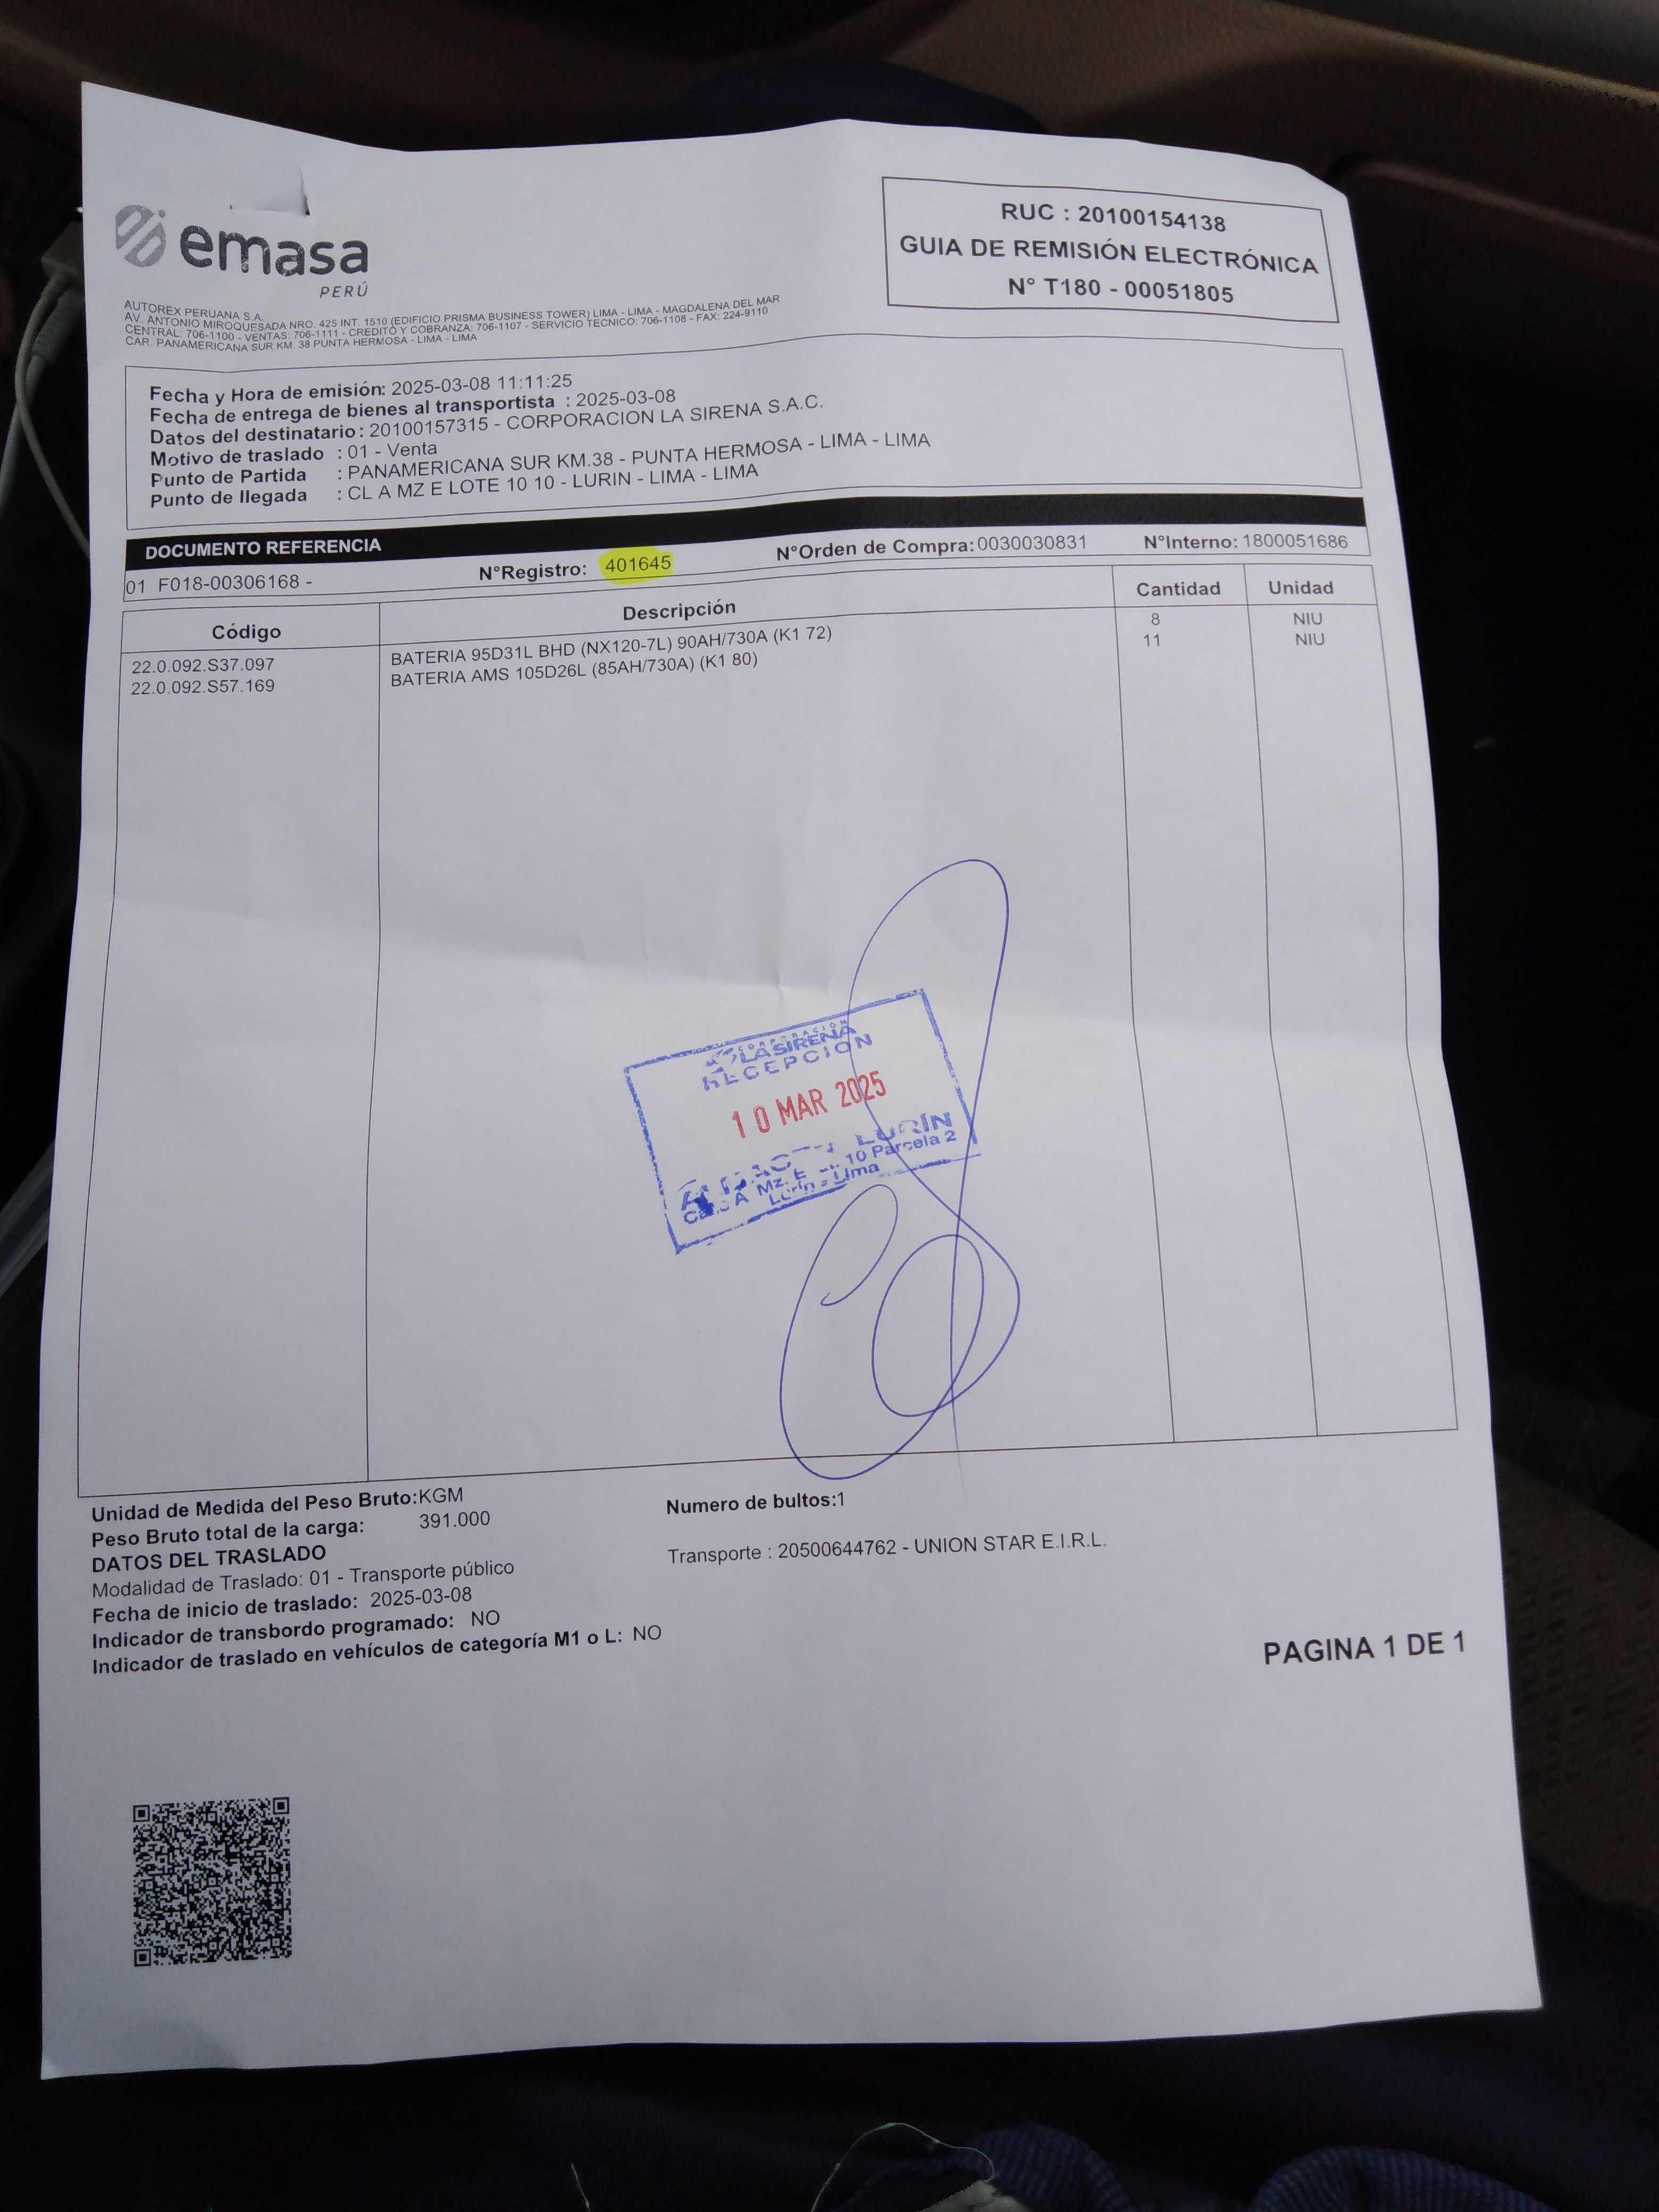 emasa
PERÚ
RUC : 20100154138
GUIA DE REMISIÓN ELECTRÓNICA
N° T180 - 00051805
AUTOREX PERUANA S.A.
AV. ANTONIO MIROQUESADA NRO. 425 INT. 1510 (EDIFICIO PRISMA BUSINESS TOWER) LIMA - LIMA - MAGDALENA DEL MAR
CENTRAL: 706-1100 - VENTAS: 706-1111 - CREDITO Y COBRANZA: 706-1107 - SERVICIO TECNICO: 706-1108 - FAX: 224-9110
CAR. PANAMERICANA SUR KM. 38 PUNTA HERMOSA - LIMA - LIMA
Fecha y Hora de emisión: 2025-03-08 11:11:25
Fecha de entrega de bienes al transportista : 2025-03-08
Datos del destinatario: 20100157315 - CORPORACION LA SIRENA S.A.C.
Motivo de traslado : 01 - Venta
Punto de Partida : PANAMERICANA SUR KM.38 - PUNTA HERMOSA - LIMA - LIMA
Punto de llegada : CL A MZ E LOTE 10 10 - LURIN - LIMA - LIMA
DOCUMENTO REFERENCIA
01 F018-00306168 - N°Registro: 401645 N°Orden de Compra: 0030030831 N°Interno: 1800051686
Código Descripción Cantidad Unidad
22.0.092.S37.097 BATERIA 95D31L BHD (NX120-7L) 90AH/730A (K1 72) 8 NIU
22.0.092.S57.169 BATERIA AMS 105D26L (85AH/730A) (K1 80) 11 NIU
CORPORACIÓN
LA SIRENA
RECEPCIÓN
10 MAR 2025
LURÍN
Mz. E 10 Parcela 2
Lurín - Lima
Unidad de Medida del Peso Bruto: KGM
Peso Bruto total de la carga: 391.000
Numero de bultos:1
DATOS DEL TRASLADO
Modalidad de Traslado: 01 - Transporte público
Transporte : 20500644762 - UNION STAR E.I.R.L.
Fecha de inicio de traslado: 2025-03-08
Indicador de transbordo programado: NO
Indicador de traslado en vehículos de categoría M1 o L: NO
PAGINA 1 DE 1